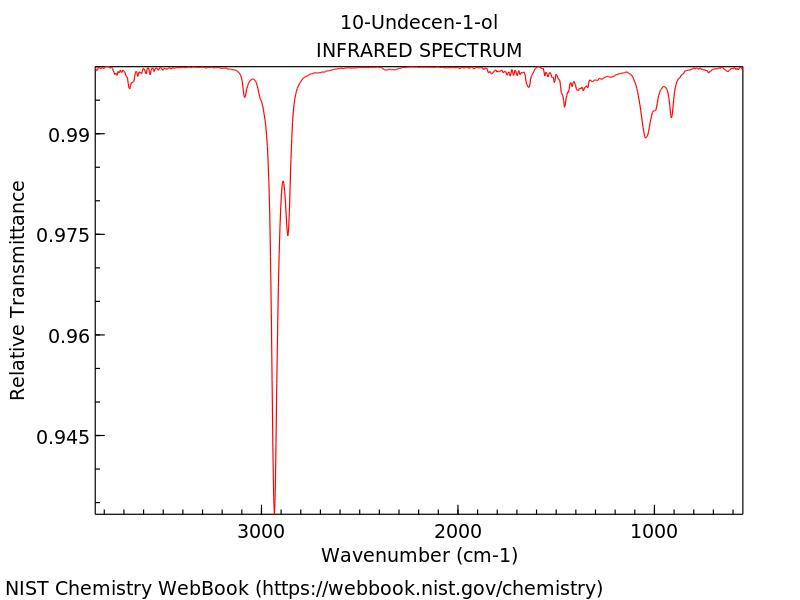 10-Undecen-1-ol
INFRARED SPECTRUM
0.99
0.975
0.96
0.945
Relative Transmittance
3000 2000 1000
Wavenumber (cm-1)
NIST Chemistry WebBook (https://webbook.nist.gov/chemistry)